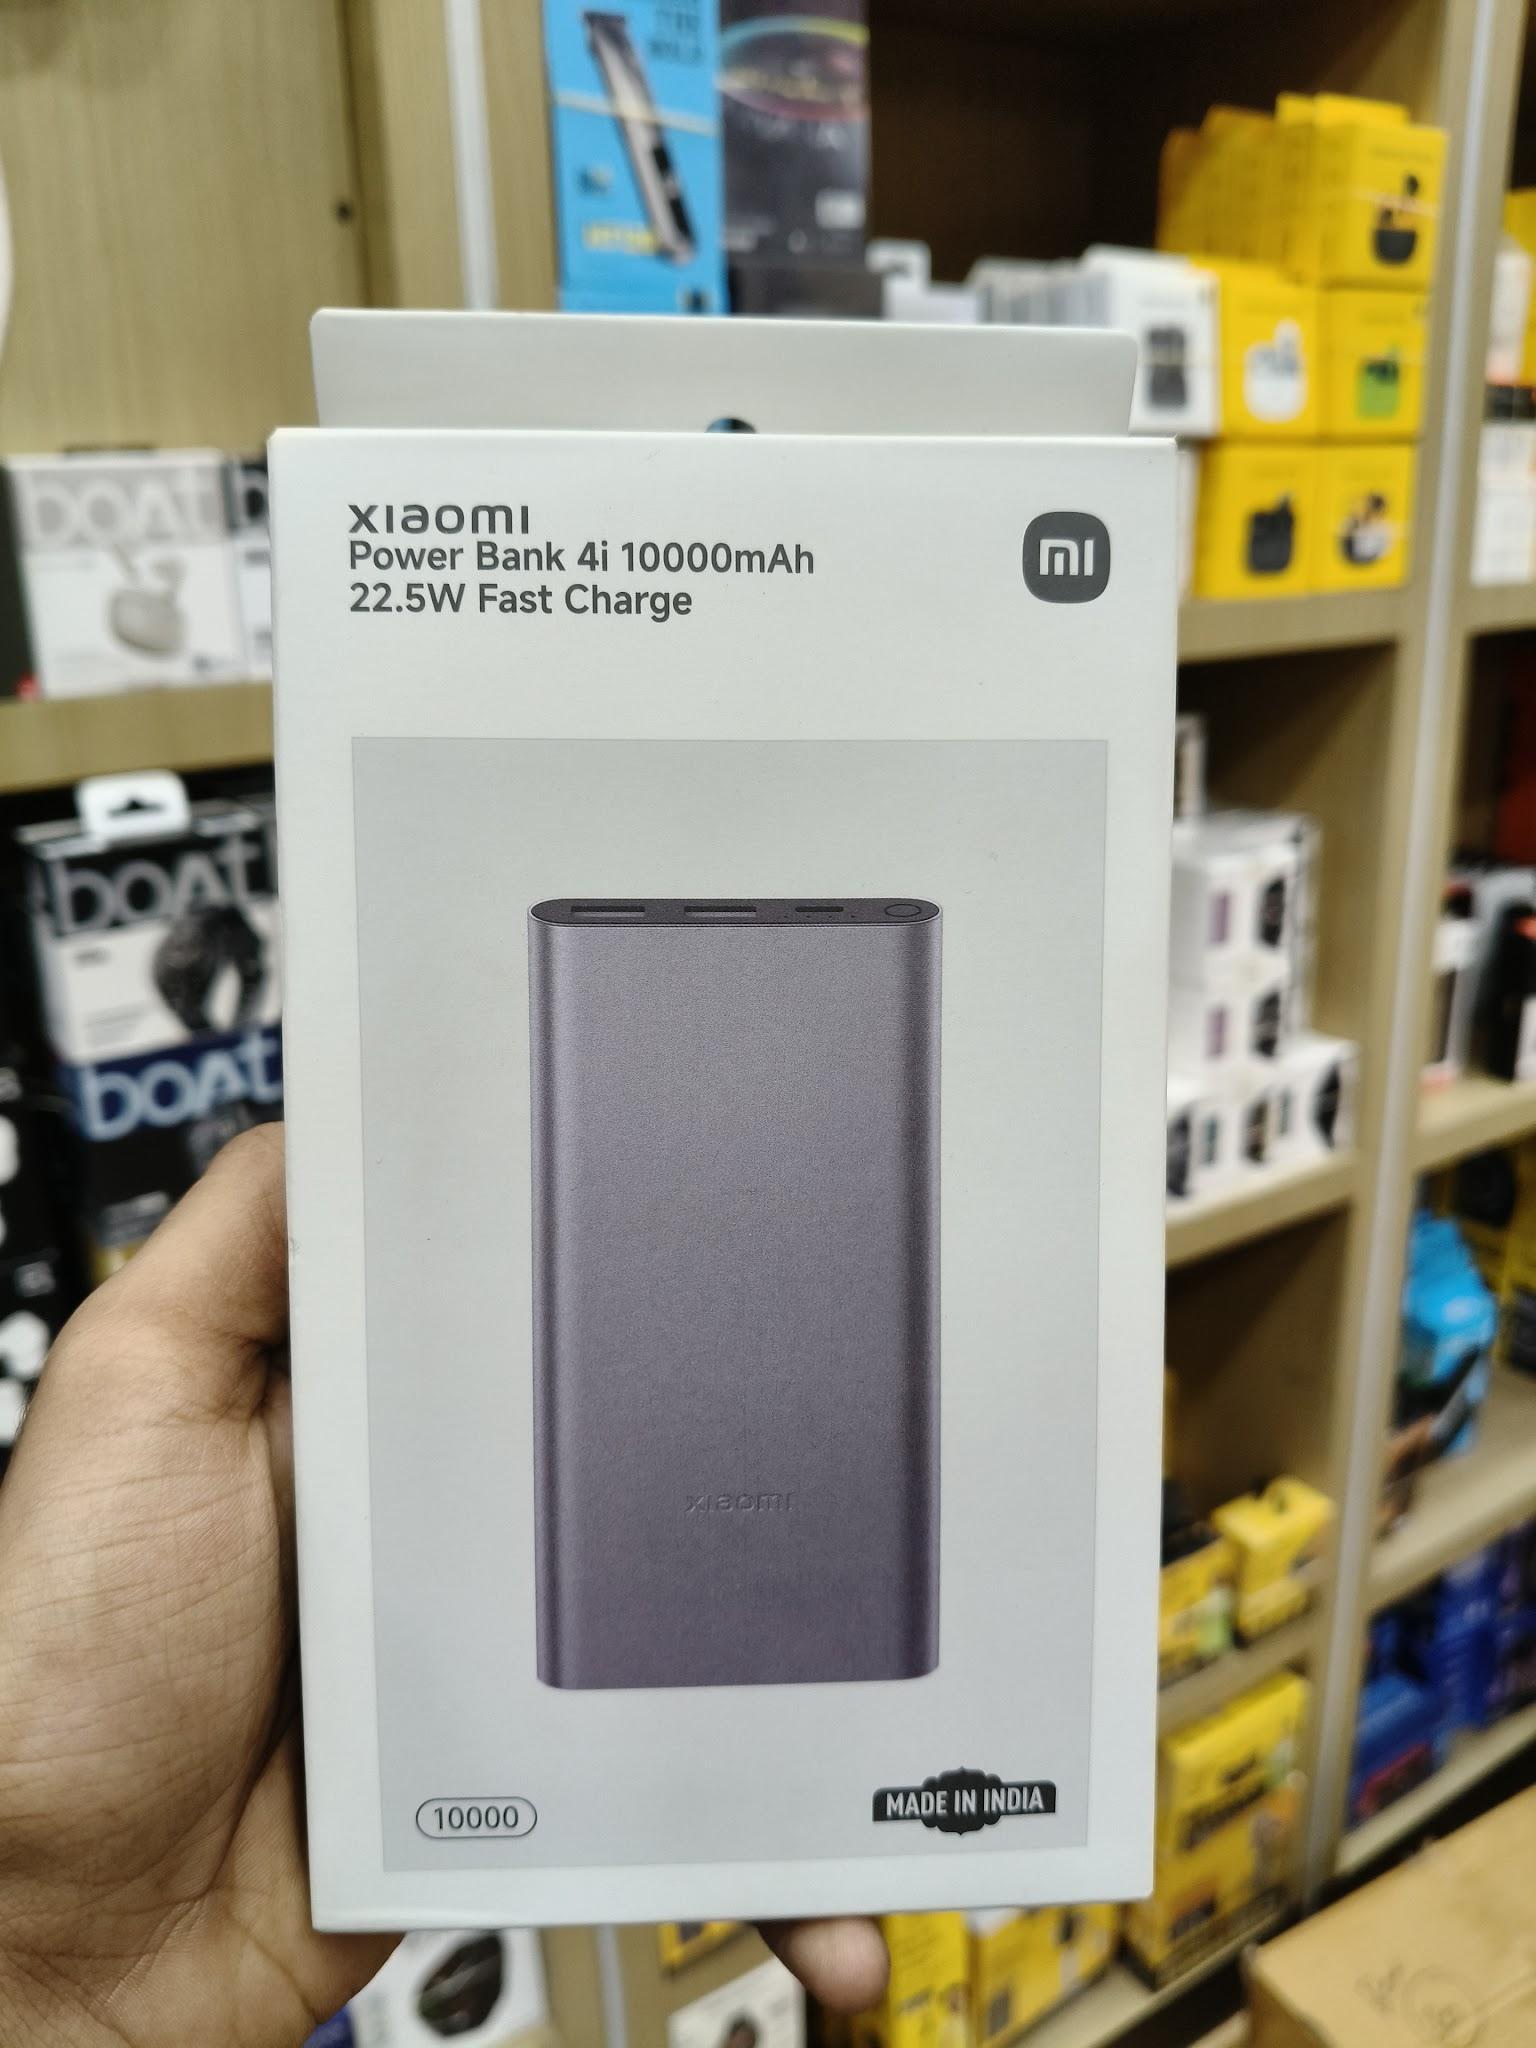 xiaomi
Power Bank 4i 10000mAh
22.5W Fast Charge
mi
xiaomi
10000
MADE IN INDIA
boAt
boAt
boAt